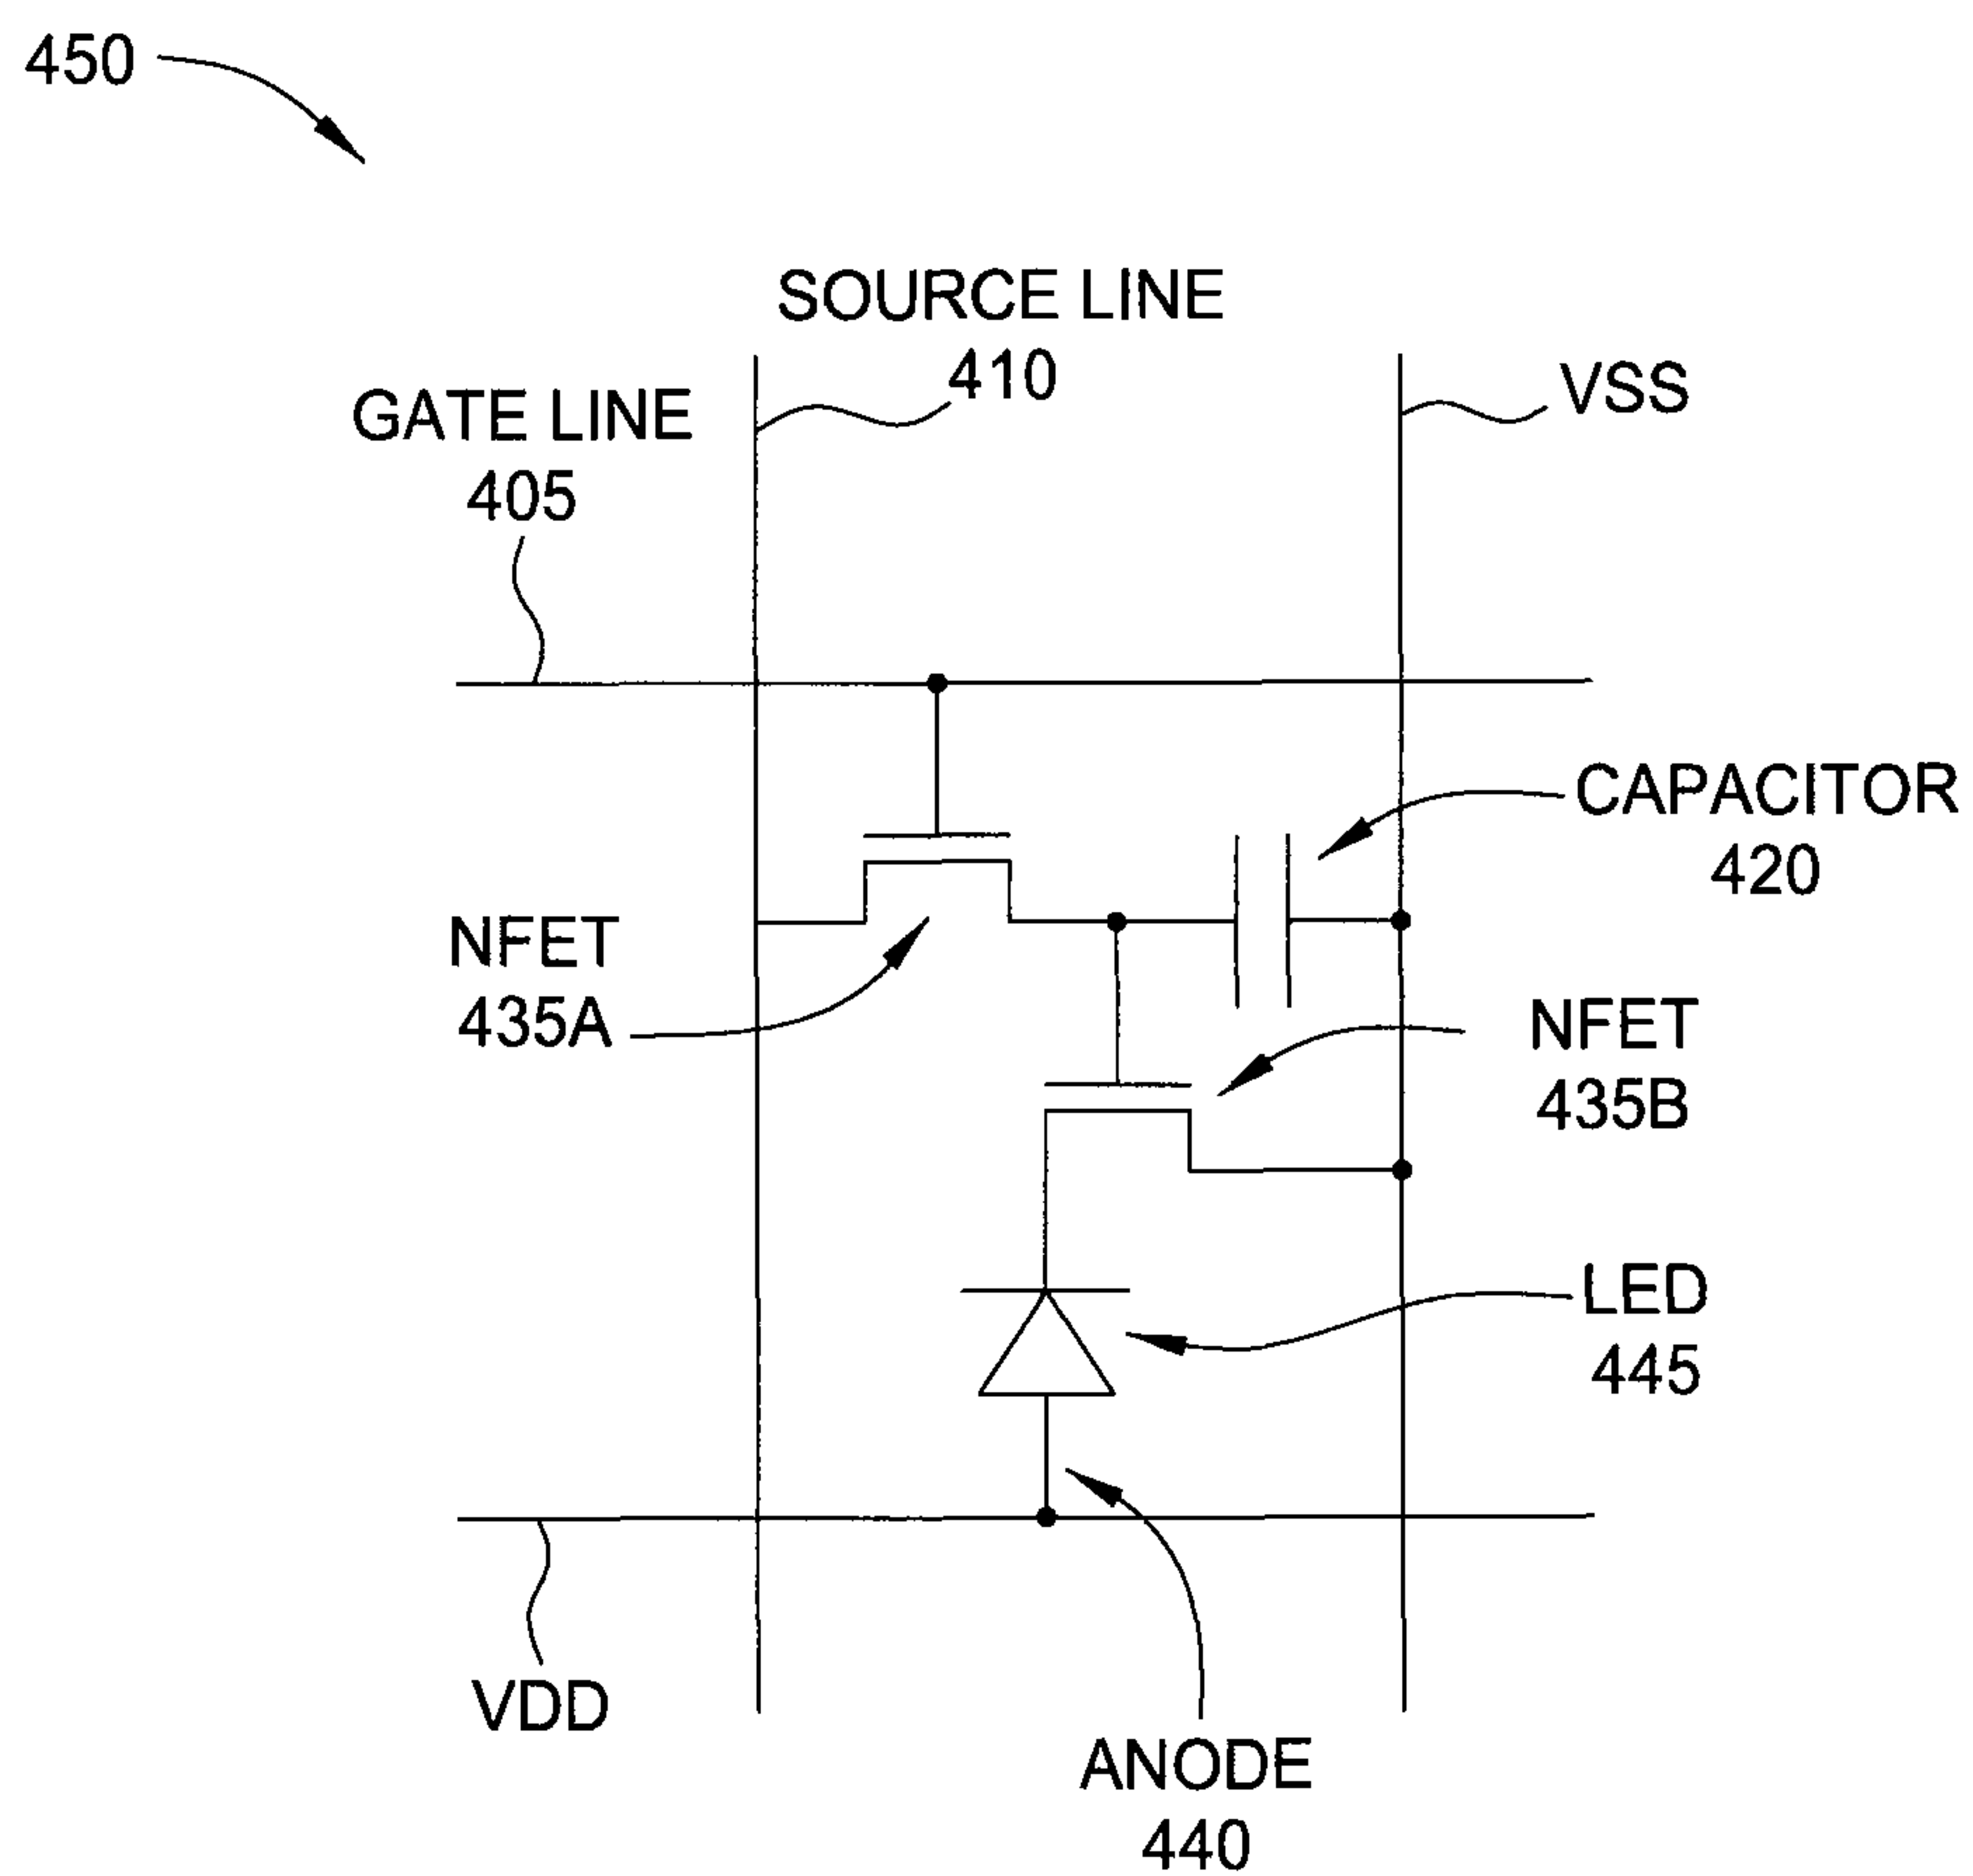 450
SOURCE LINE
410
GATE LINE
405
VSS
CAPACITOR
420
NFET
435A
NFET
435B
LED
445
VDD
ANODE
440